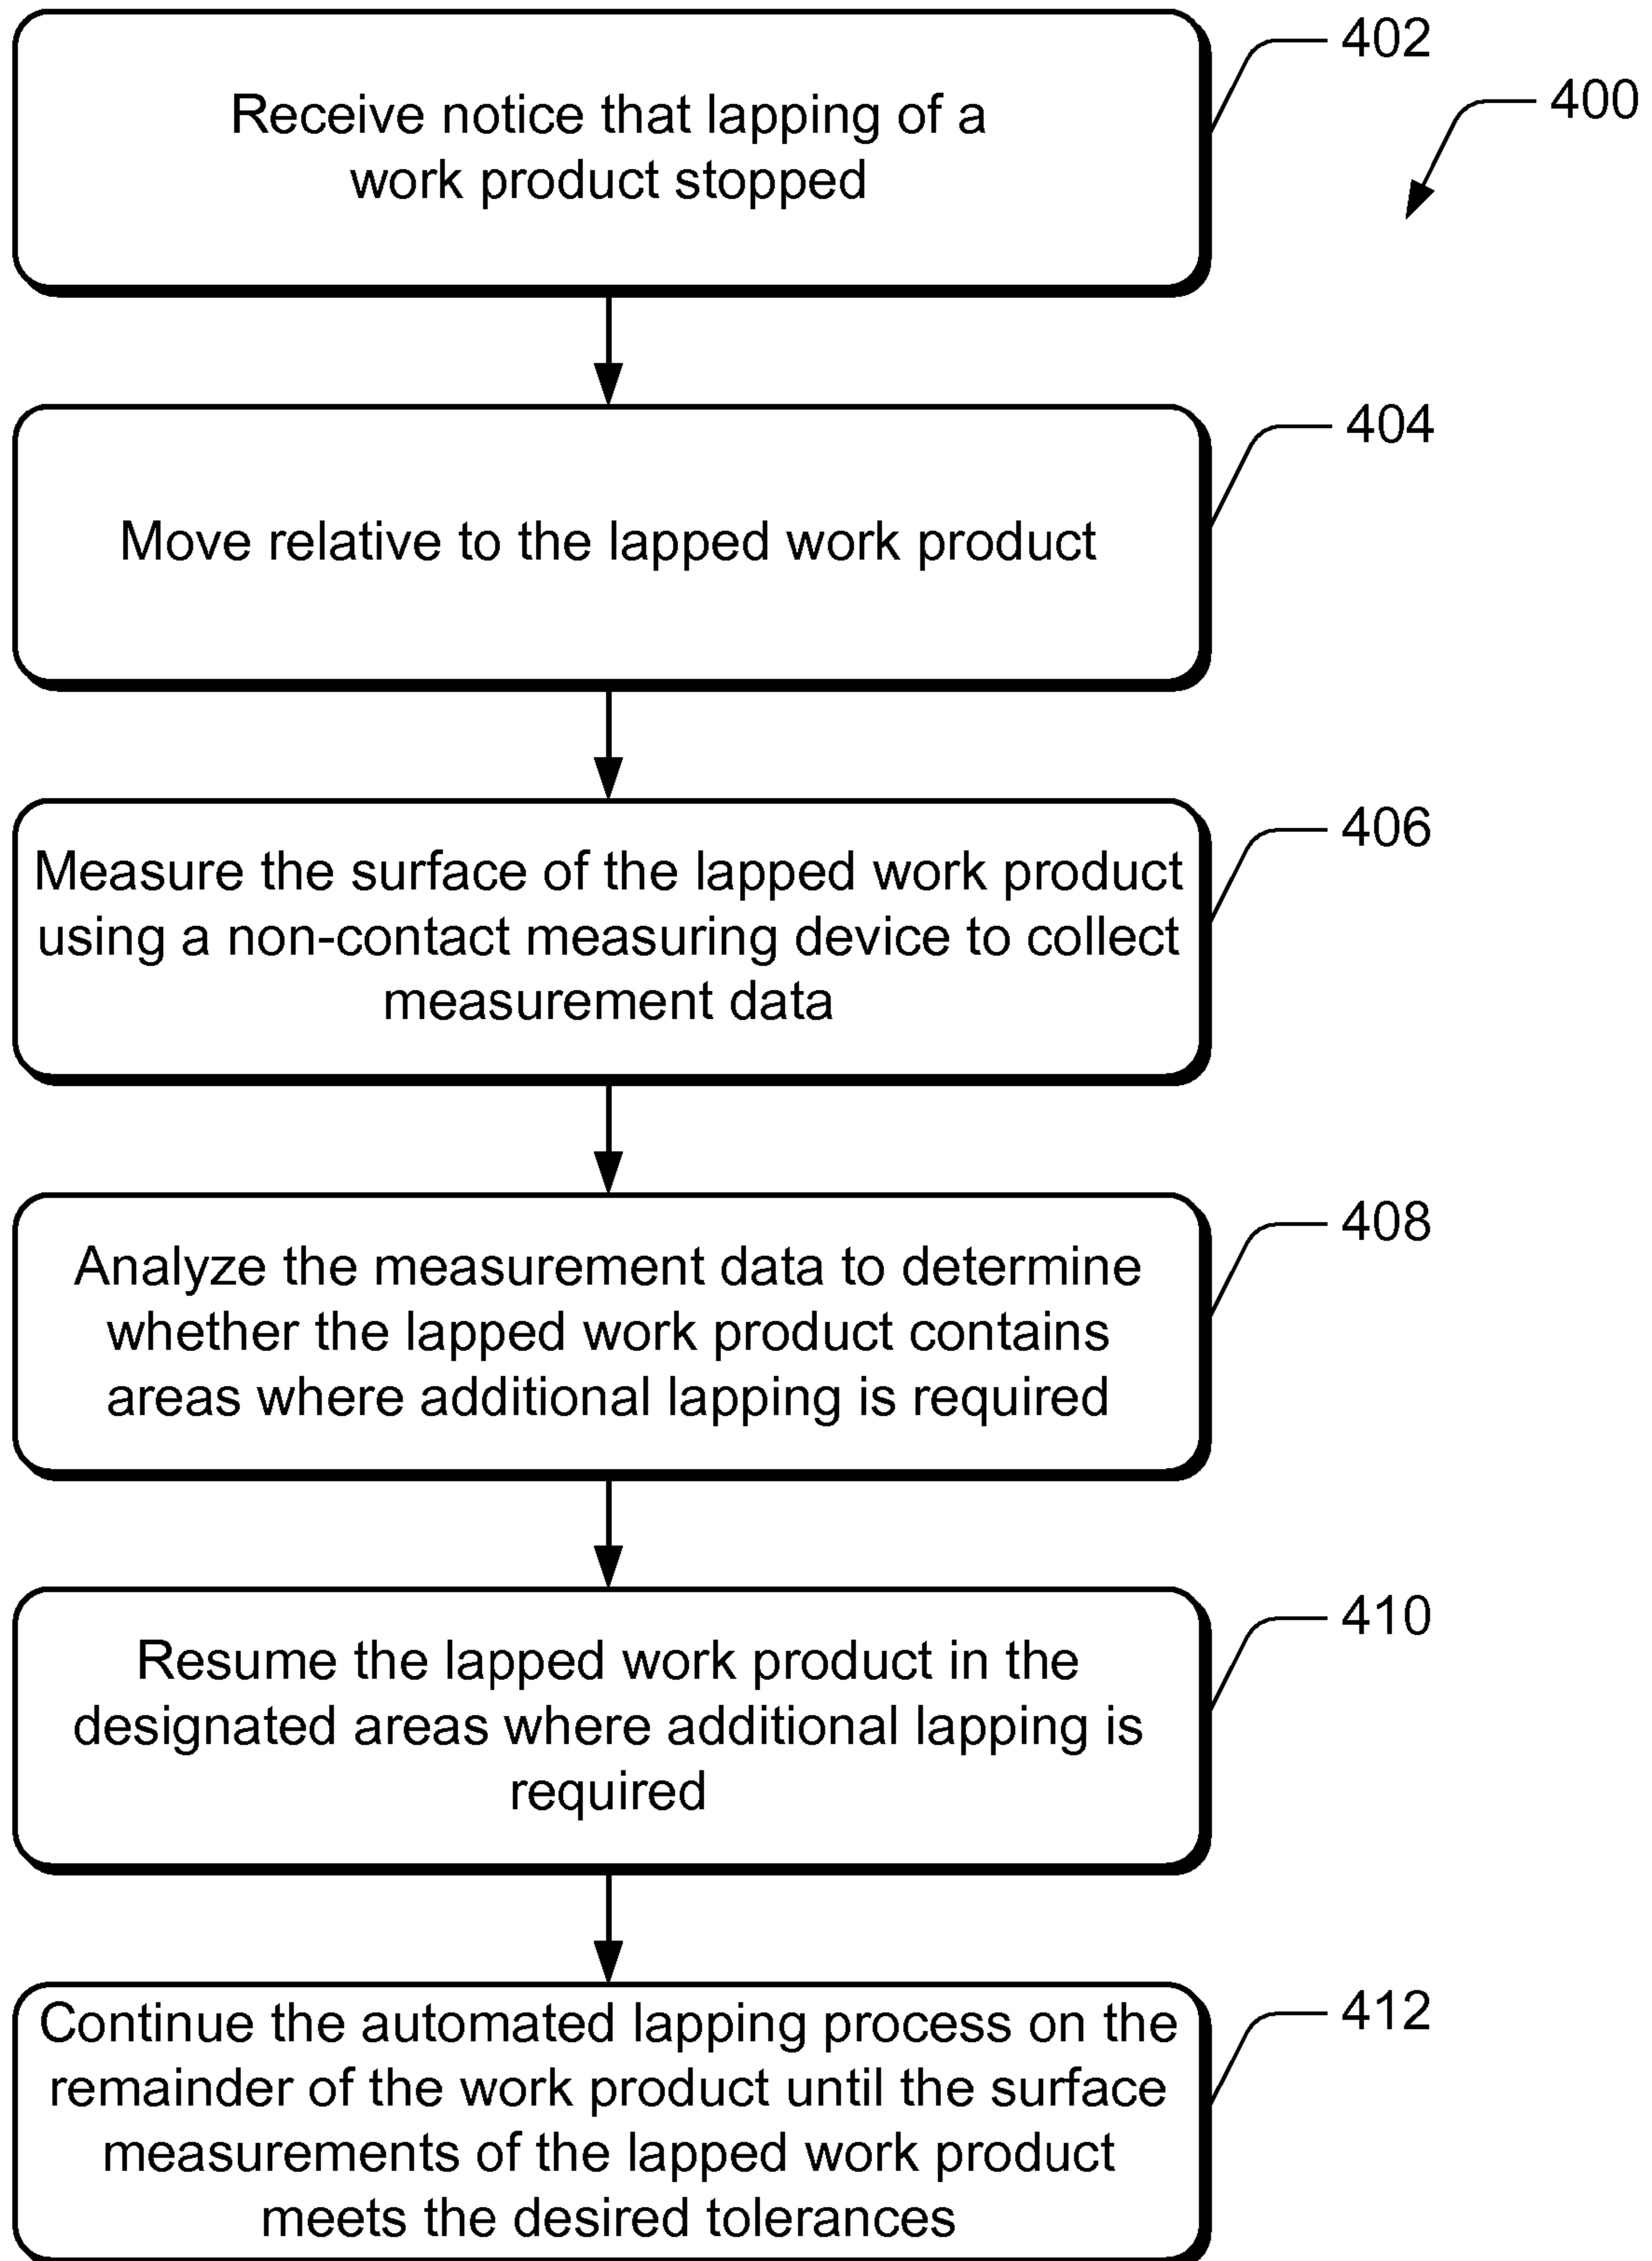 Receive notice that lapping of a
work product stopped
402
400
Move relative to the lapped work product
404
Measure the surface of the lapped work product
using a non-contact measuring device to collect
measurement data
406
Analyze the measurement data to determine
whether the lapped work product contains
areas where additional lapping is required
408
Resume the lapped work product in the
designated areas where additional lapping is
required
410
Continue the automated lapping process on the
remainder of the work product until the surface
measurements of the lapped work product
meets the desired tolerances
412